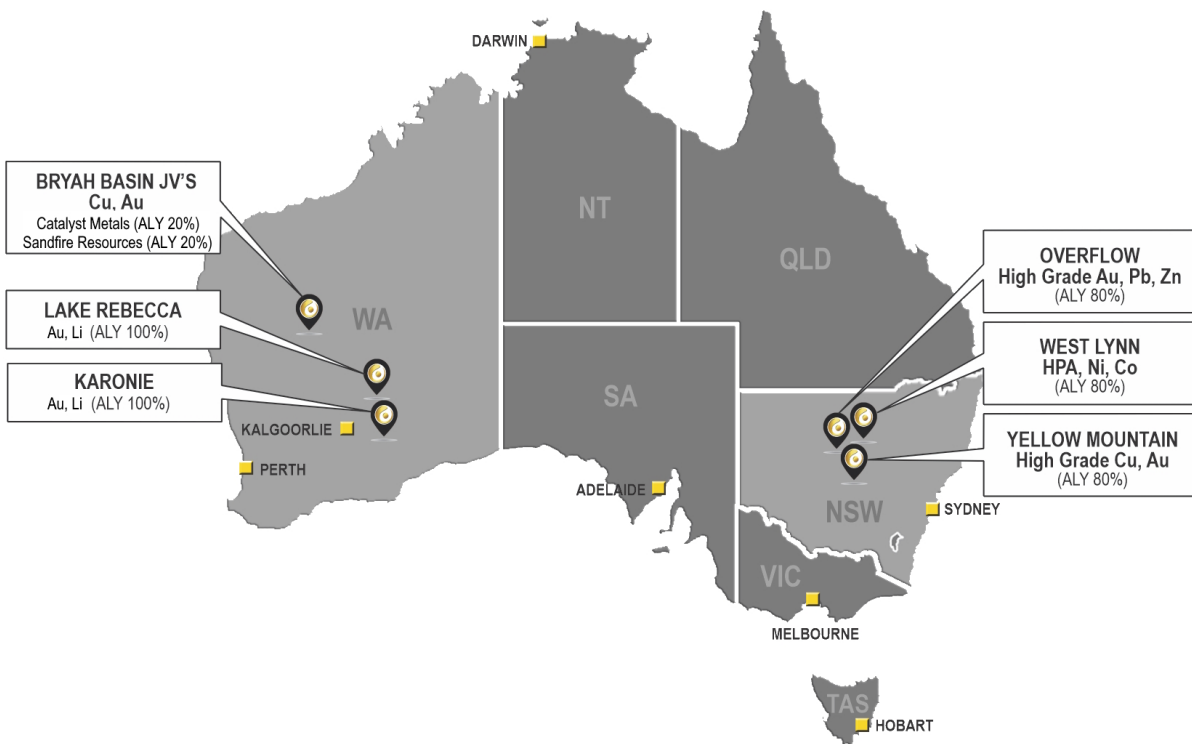 DARWIN
BRYAH BASIN JV'S
Cu, Au
Catalyst Metals (ALY 20%)
Sandfire Resources (ALY 20%)
LAKE REBECCA
Au, Li (ALY 100%)
KARONIE
Au, Li (ALY 100%)
NT
QLD
WA
SA
OVERFLOW
High Grade Au, Pb, Zn
(ALY 80%)
WEST LYNN
HPA, Ni, Co
(ALY 80%)
YELLOW MOUNTAIN
High Grade Cu, Au
(ALY 80%)
KALGOORLIE
PERTH
ADELAIDE
NSW
SYDNEY
VIC
MELBOURNE
TAS
HOBART